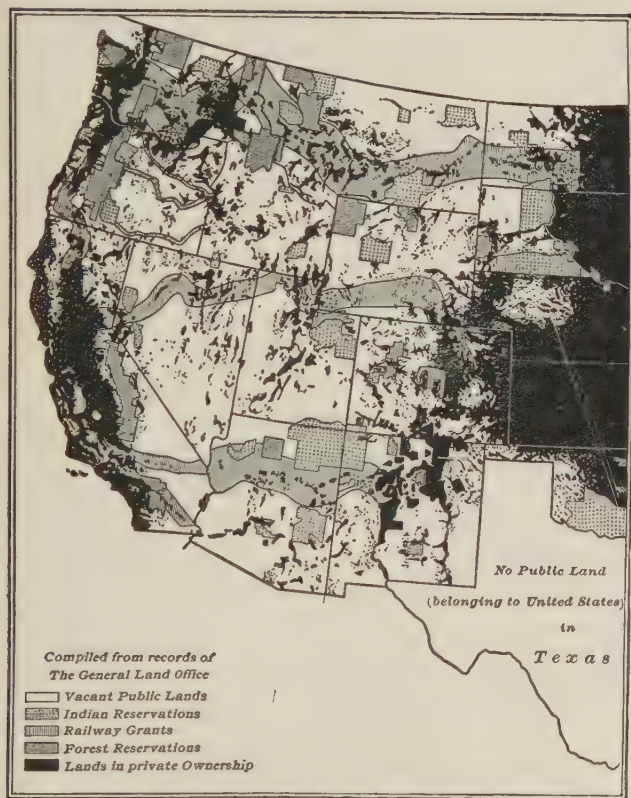 No Public Land
(belonging to United States)
in
Texas
Compiled from records of
The General Land Office
Vacant Public Lands
Indian Reservations
Railway Grants
Forest Reservations
Lands in private Ownership